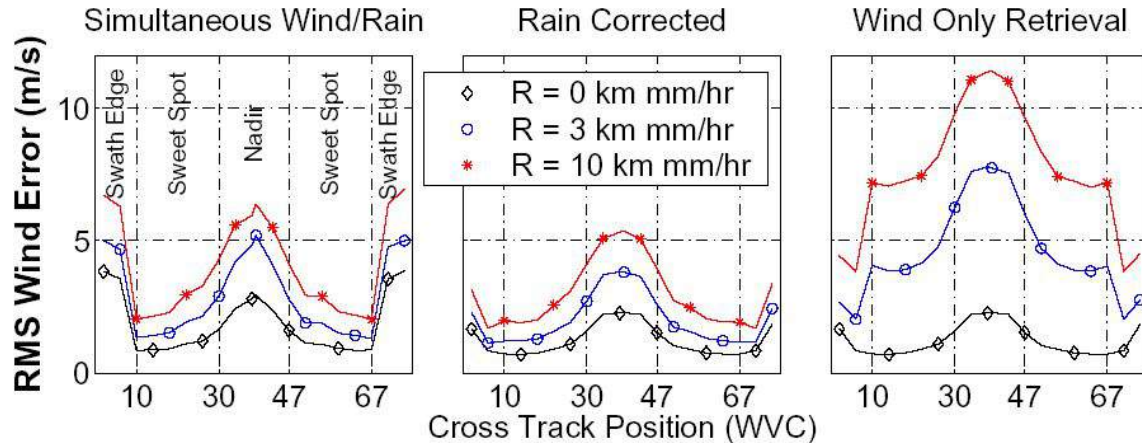 Simultaneous Wind/Rain
Rain Corrected
Wind Only Retrieval
RMS Wind Error (m/s)
10
5
0
Swath Edge
Sweet Spot
Nadir
Sweet Spot
Swath Edge
R = 0 km mm/hr
R = 3 km mm/hr
R = 10 km mm/hr
10 30 47 67
10 30 47 67
10 30 47 67
Cross Track Position (WVC)